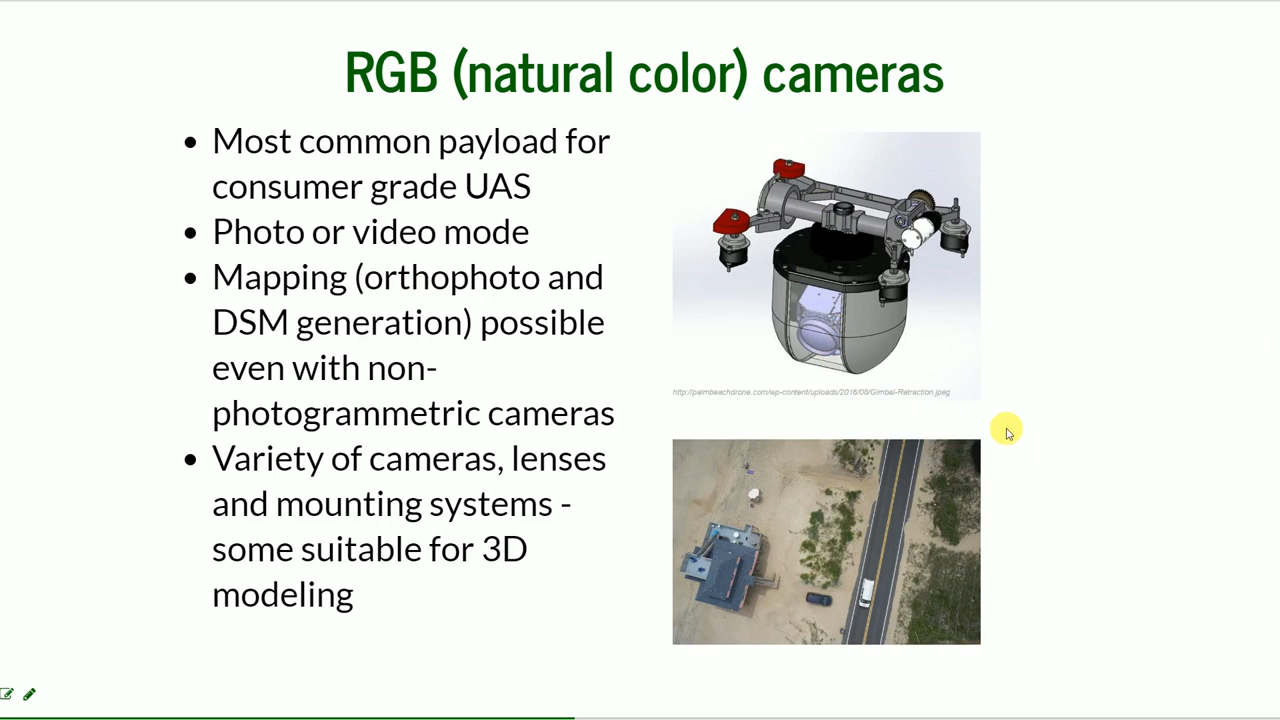 RGB (natural color) cameras
• Most common payload for
consumer grade UAS
• Photo or video mode
• Mapping (orthophoto and
DSM generation) possible
even with non-
photogrammetric cameras
• Variety of cameras, lenses
and mounting systems -
some suitable for 3D
modeling
http://palmbeachdrone.com/wp-content/uploads/2016/08/Gimbal-Retraction.jpeg